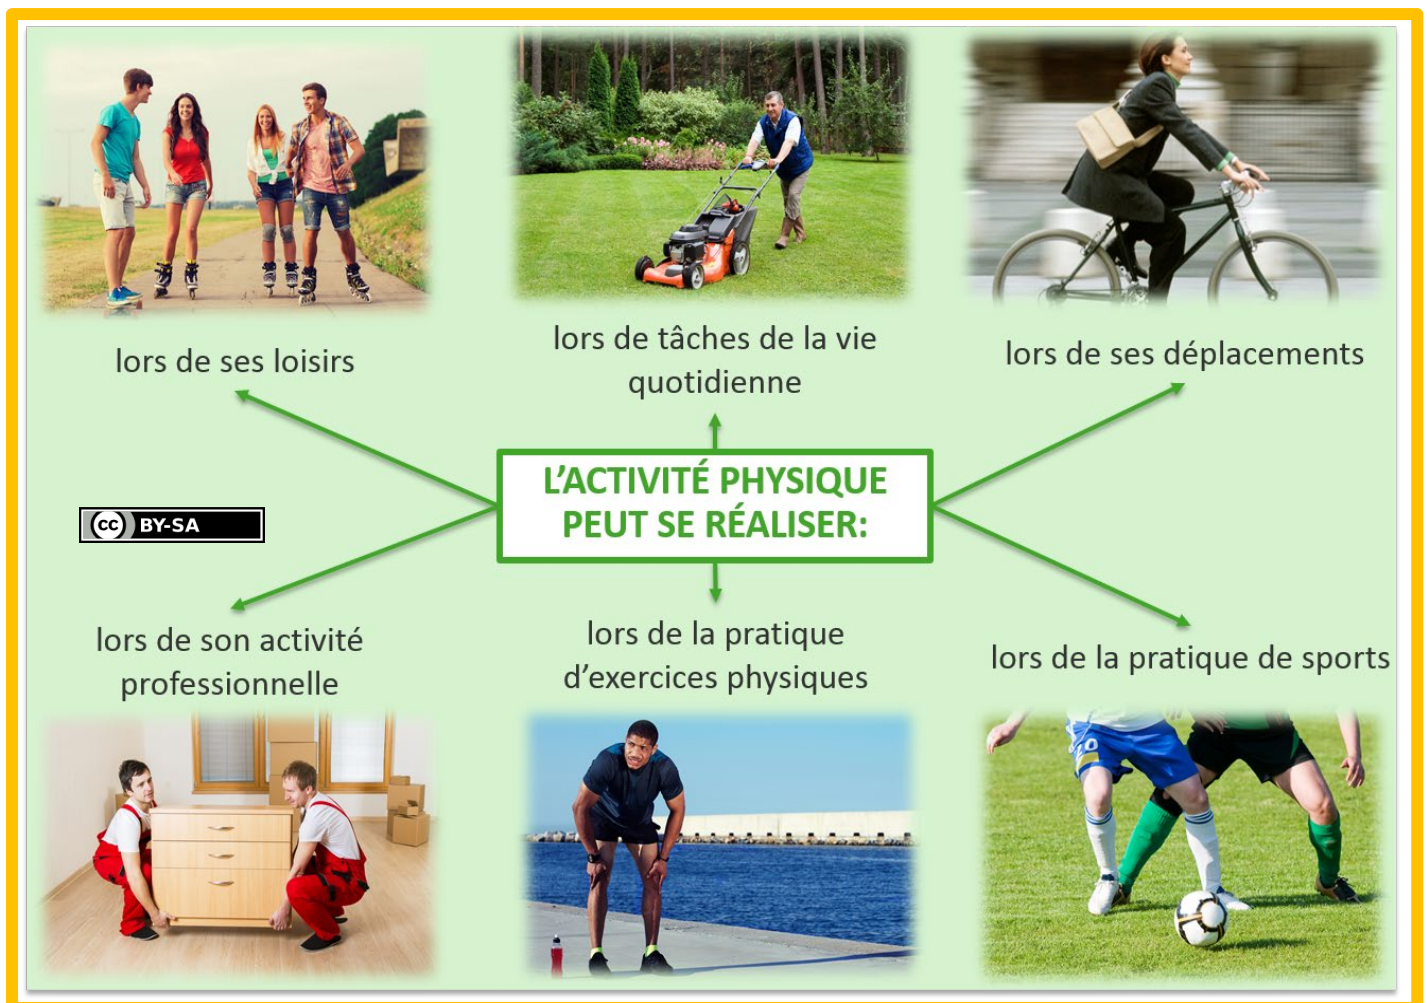 lors de ses loisirs
lors de tâches de la vie
quotidienne
lors de ses déplacements
L'ACTIVITÉ PHYSIQUE
PEUT SE RÉALISER:
cc BY-SA
lors de son activité
professionnelle
lors de la pratique
d'exercices physiques
lors de la pratique de sports